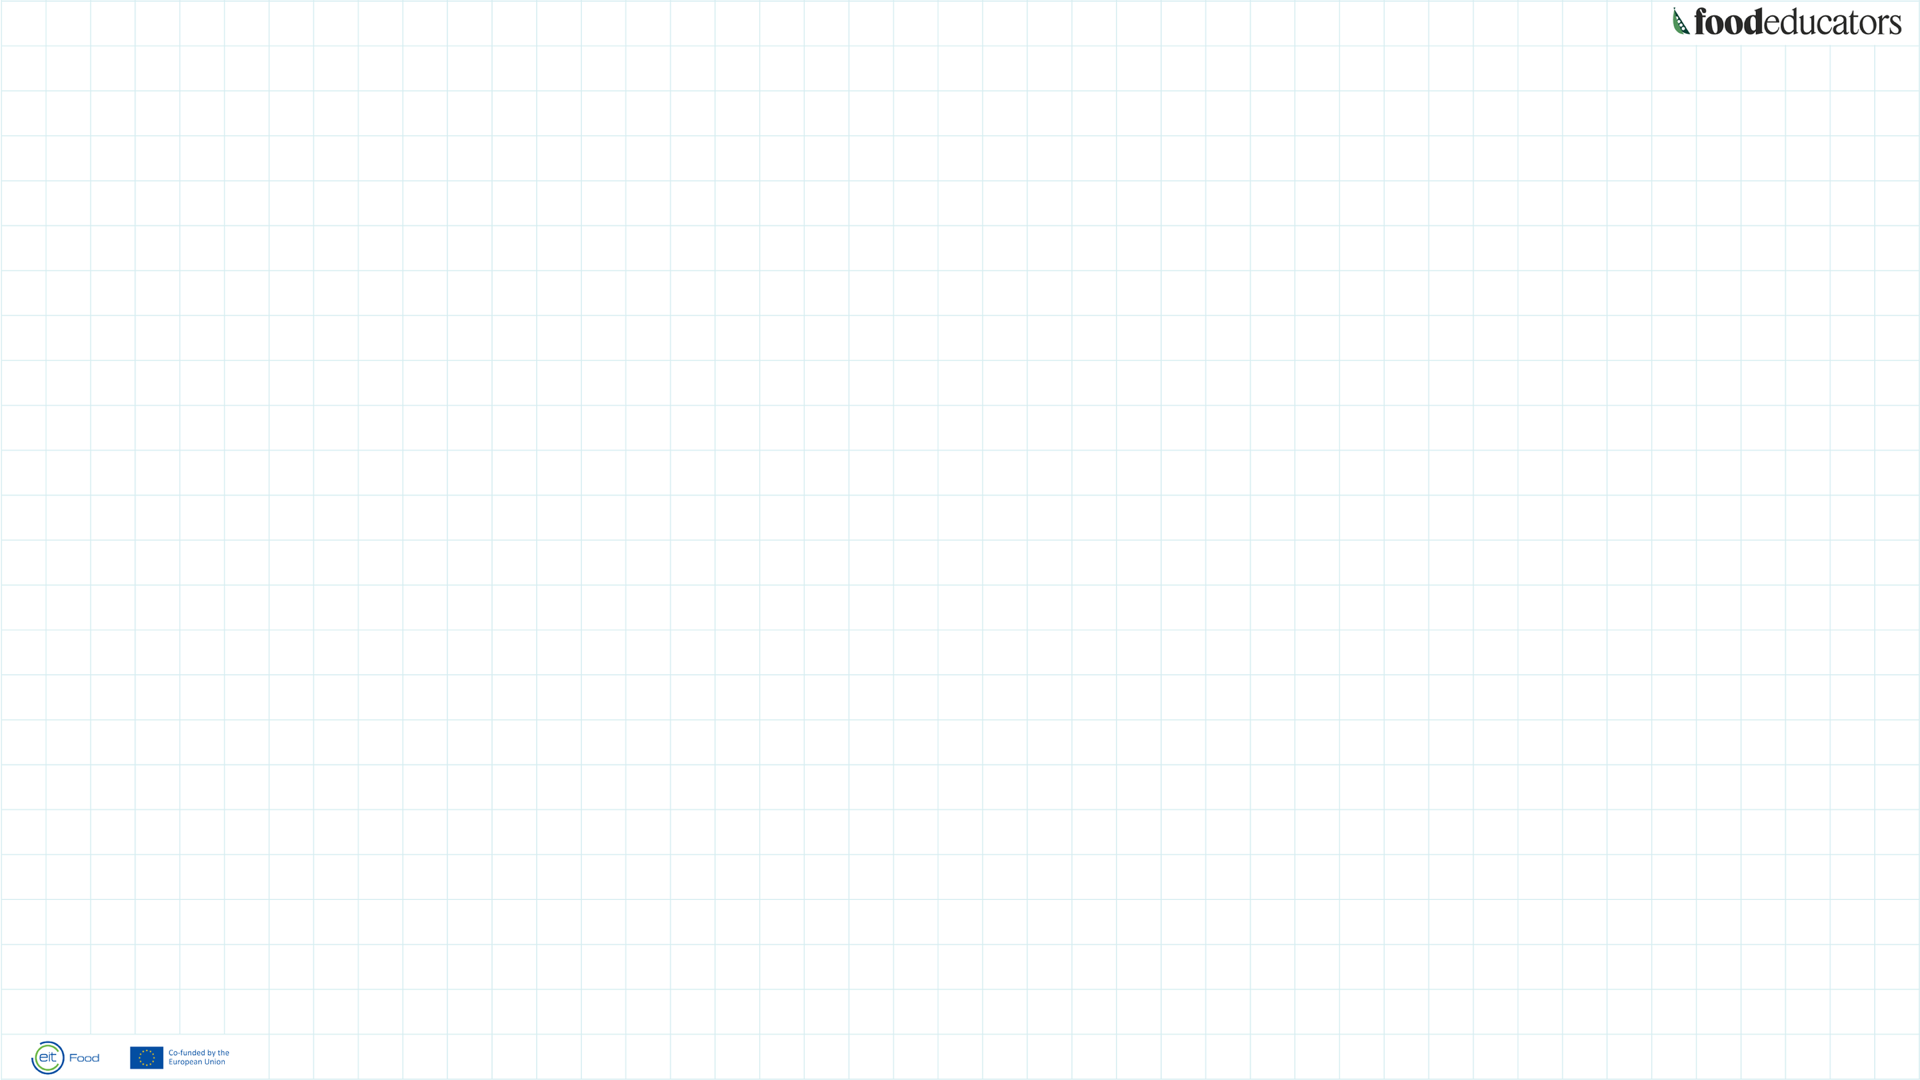 foodeducators
eit Food
Co-funded by the
European Union